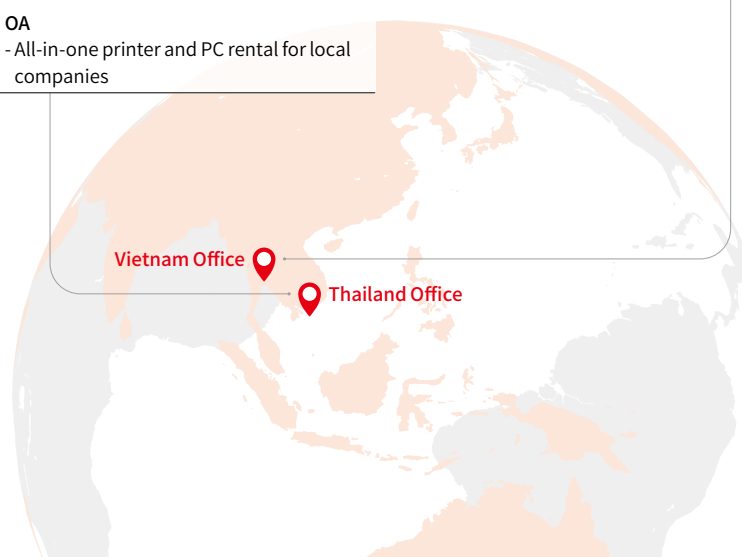 OA
- All-in-one printer and PC rental for local
companies
Vietnam Office
Thailand Office